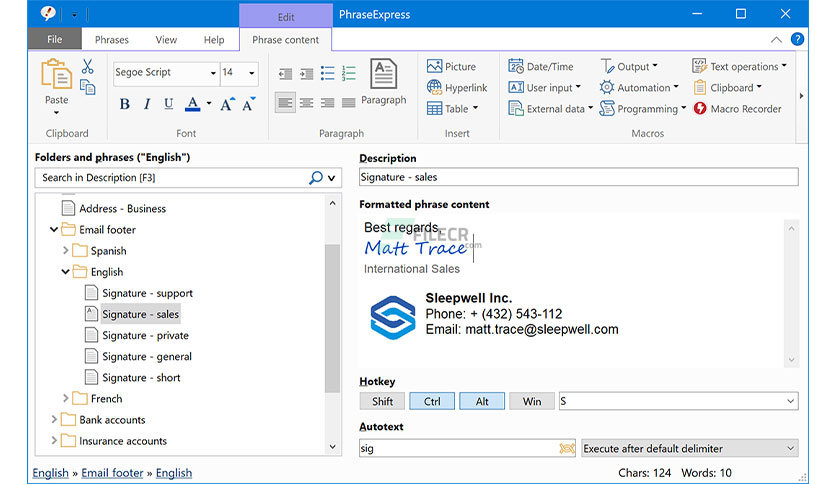 Edit
PhraseExpress
File
Phrases
View
Help
Phrase content
Paste
Clipboard
Segoe Script
14
B I U A A A
Font
Paragraph
Paragraph
Picture
Hyperlink
Table
Insert
Date/Time
User input
External data
Output
Automation
Programming
Text operations
Clipboard
Macro Recorder
Macros
Folders and phrases ("English")
Search in Description [F3]
Address - Business
Email footer
Spanish
English
Signature - support
Signature - sales
Signature - private
Signature - general
Signature - short
French
Bank accounts
Insurance accounts
English » Email footer » English
Description
Signature - sales
Formatted phrase content
Best regards,
Matt Trace
International Sales
FILECR
.com
Sleepwell Inc.
Phone: + (432) 543-112
Email: matt.trace@sleepwell.com
Hotkey
Shift
Ctrl
Alt
Win
S
Autotext
sig
Execute after default delimiter
Chars: 124 Words: 10